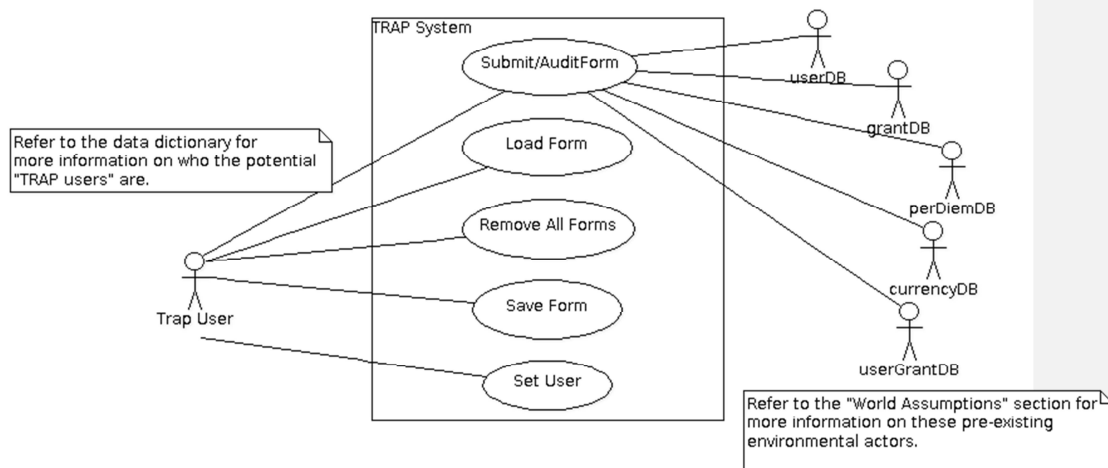 TRAP System
Submit/AuditForm
userDB
grantDB
Refer to the data dictionary for
more information on who the potential
"TRAP users" are.
Load Form
perDiemDB
Remove All Forms
currencyDB
Trap User
Save Form
userGrantDB
Set User
Refer to the "World Assumptions" section for
more information on these pre-existing
environmental actors.